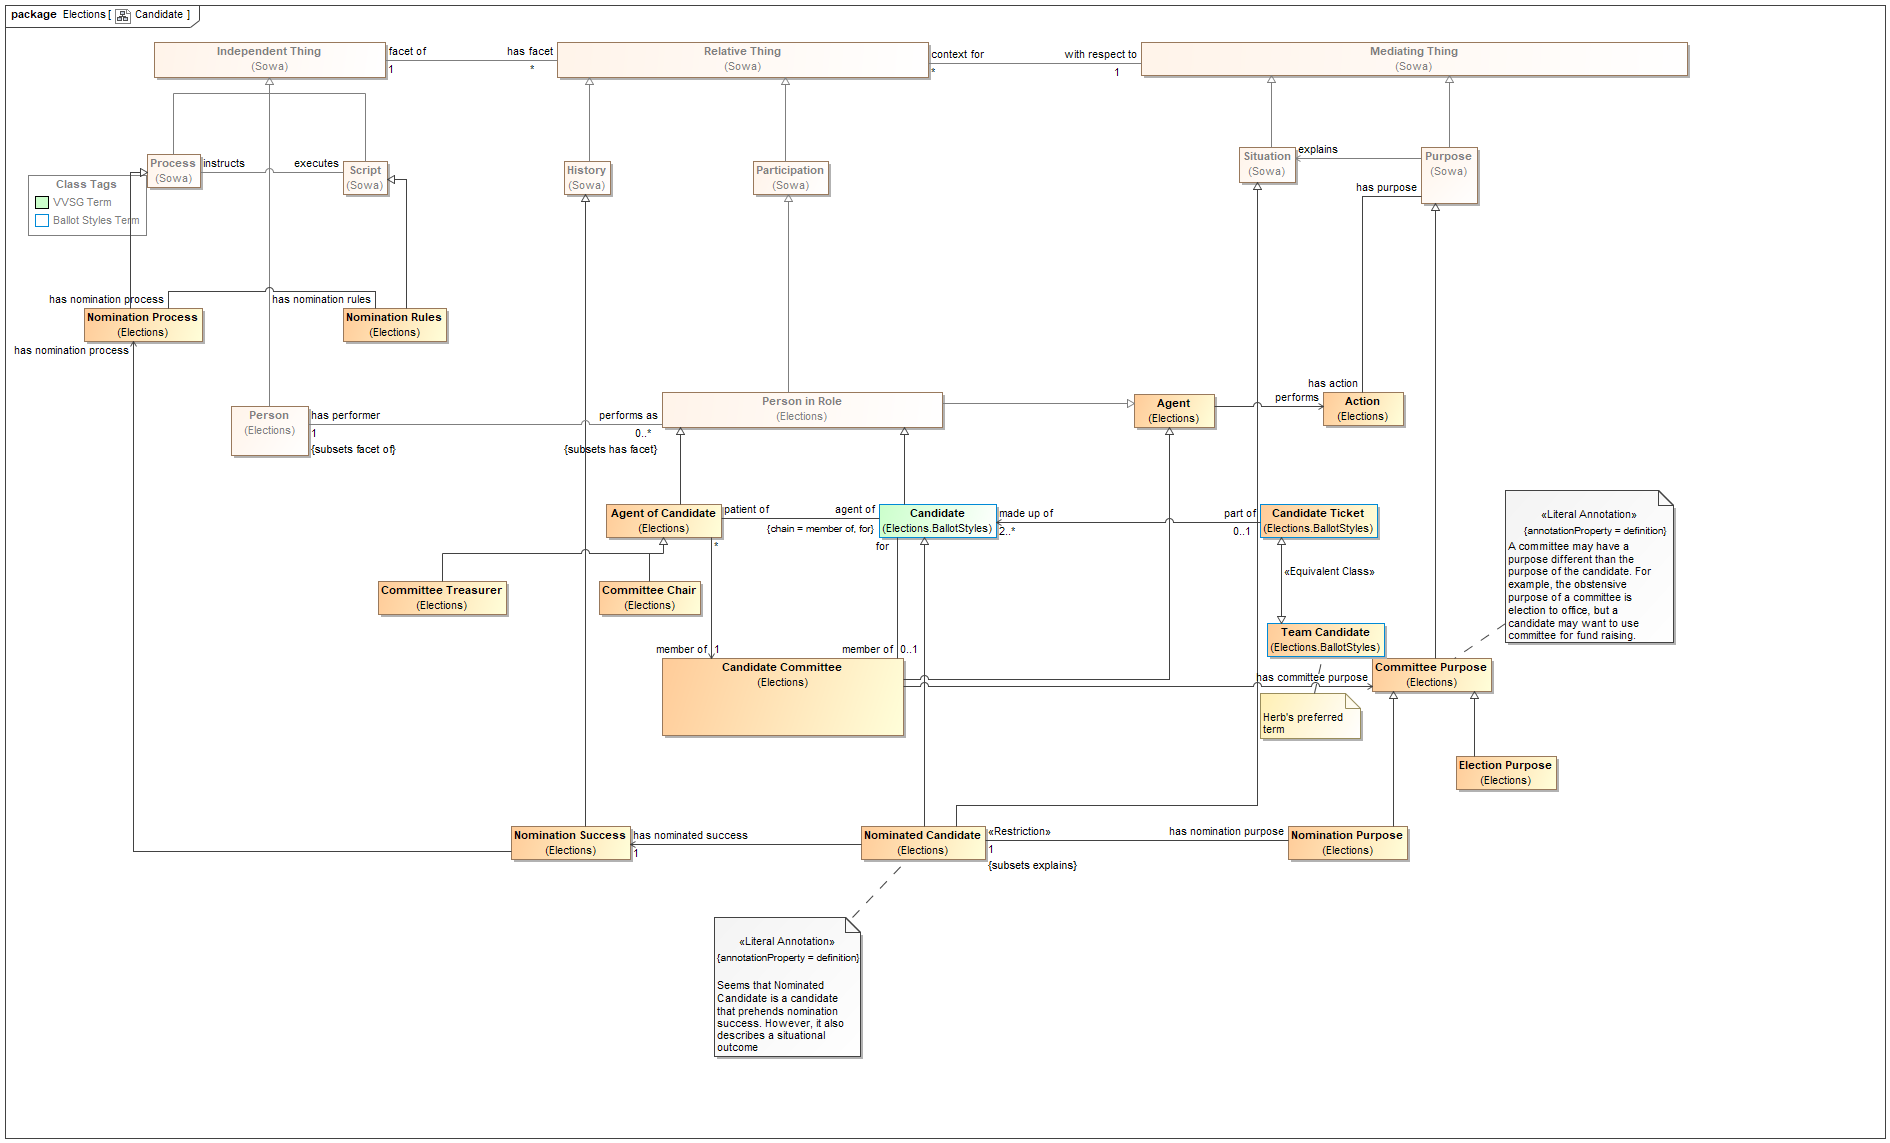 package Elections [ Candidate ]
Independent Thing
(Sowa)
facet of
1
has facet
*
Relative Thing
(Sowa)
context for
*
with respect to
1
Mediating Thing
(Sowa)
Process
(Sowa)
instructs
executes
Script
(Sowa)
History
(Sowa)
Participation
(Sowa)
Situation
(Sowa)
explains
Purpose
(Sowa)
has purpose
Class Tags
VVSG Term
Ballot Styles Term
has nomination process
has nomination rules
Nomination Process
(Elections)
Nomination Rules
(Elections)
has nomination process
Person
(Elections)
has performer
1
{subsets facet of}
performs as
0..*
{subsets has facet}
Person in Role
(Elections)
Agent
(Elections)
performs
has action
Action
(Elections)
Agent of Candidate
(Elections)
*
patient of
agent of
{chain = member of, for}
Candidate
(Elections.BallotStyles)
for
made up of
2..*
part of
0..1
Candidate Ticket
(Elections.BallotStyles)
«Equivalent Class»
Team Candidate
(Elections.BallotStyles)
Herb's preferred
term
«Literal Annotation»
{annotationProperty = definition}
A committee may have a
purpose different than the
purpose of the candidate. For
example, the obstensive
purpose of a committee is
election to office, but a
candidate may want to use
committee for fund raising.
Committee Treasurer
(Elections)
Committee Chair
(Elections)
member of
1
member of
0..1
Candidate Committee
(Elections)
has committee purpose
Committee Purpose
(Elections)
Election Purpose
(Elections)
Nomination Success
(Elections)
has nominated success
1
Nominated Candidate
(Elections)
«Restriction»
1
{subsets explains}
has nomination purpose
Nomination Purpose
(Elections)
«Literal Annotation»
{annotationProperty = definition}
Seems that Nominated
Candidate is a candidate
that prehends nomination
success. However, it also
describes a situational
outcome